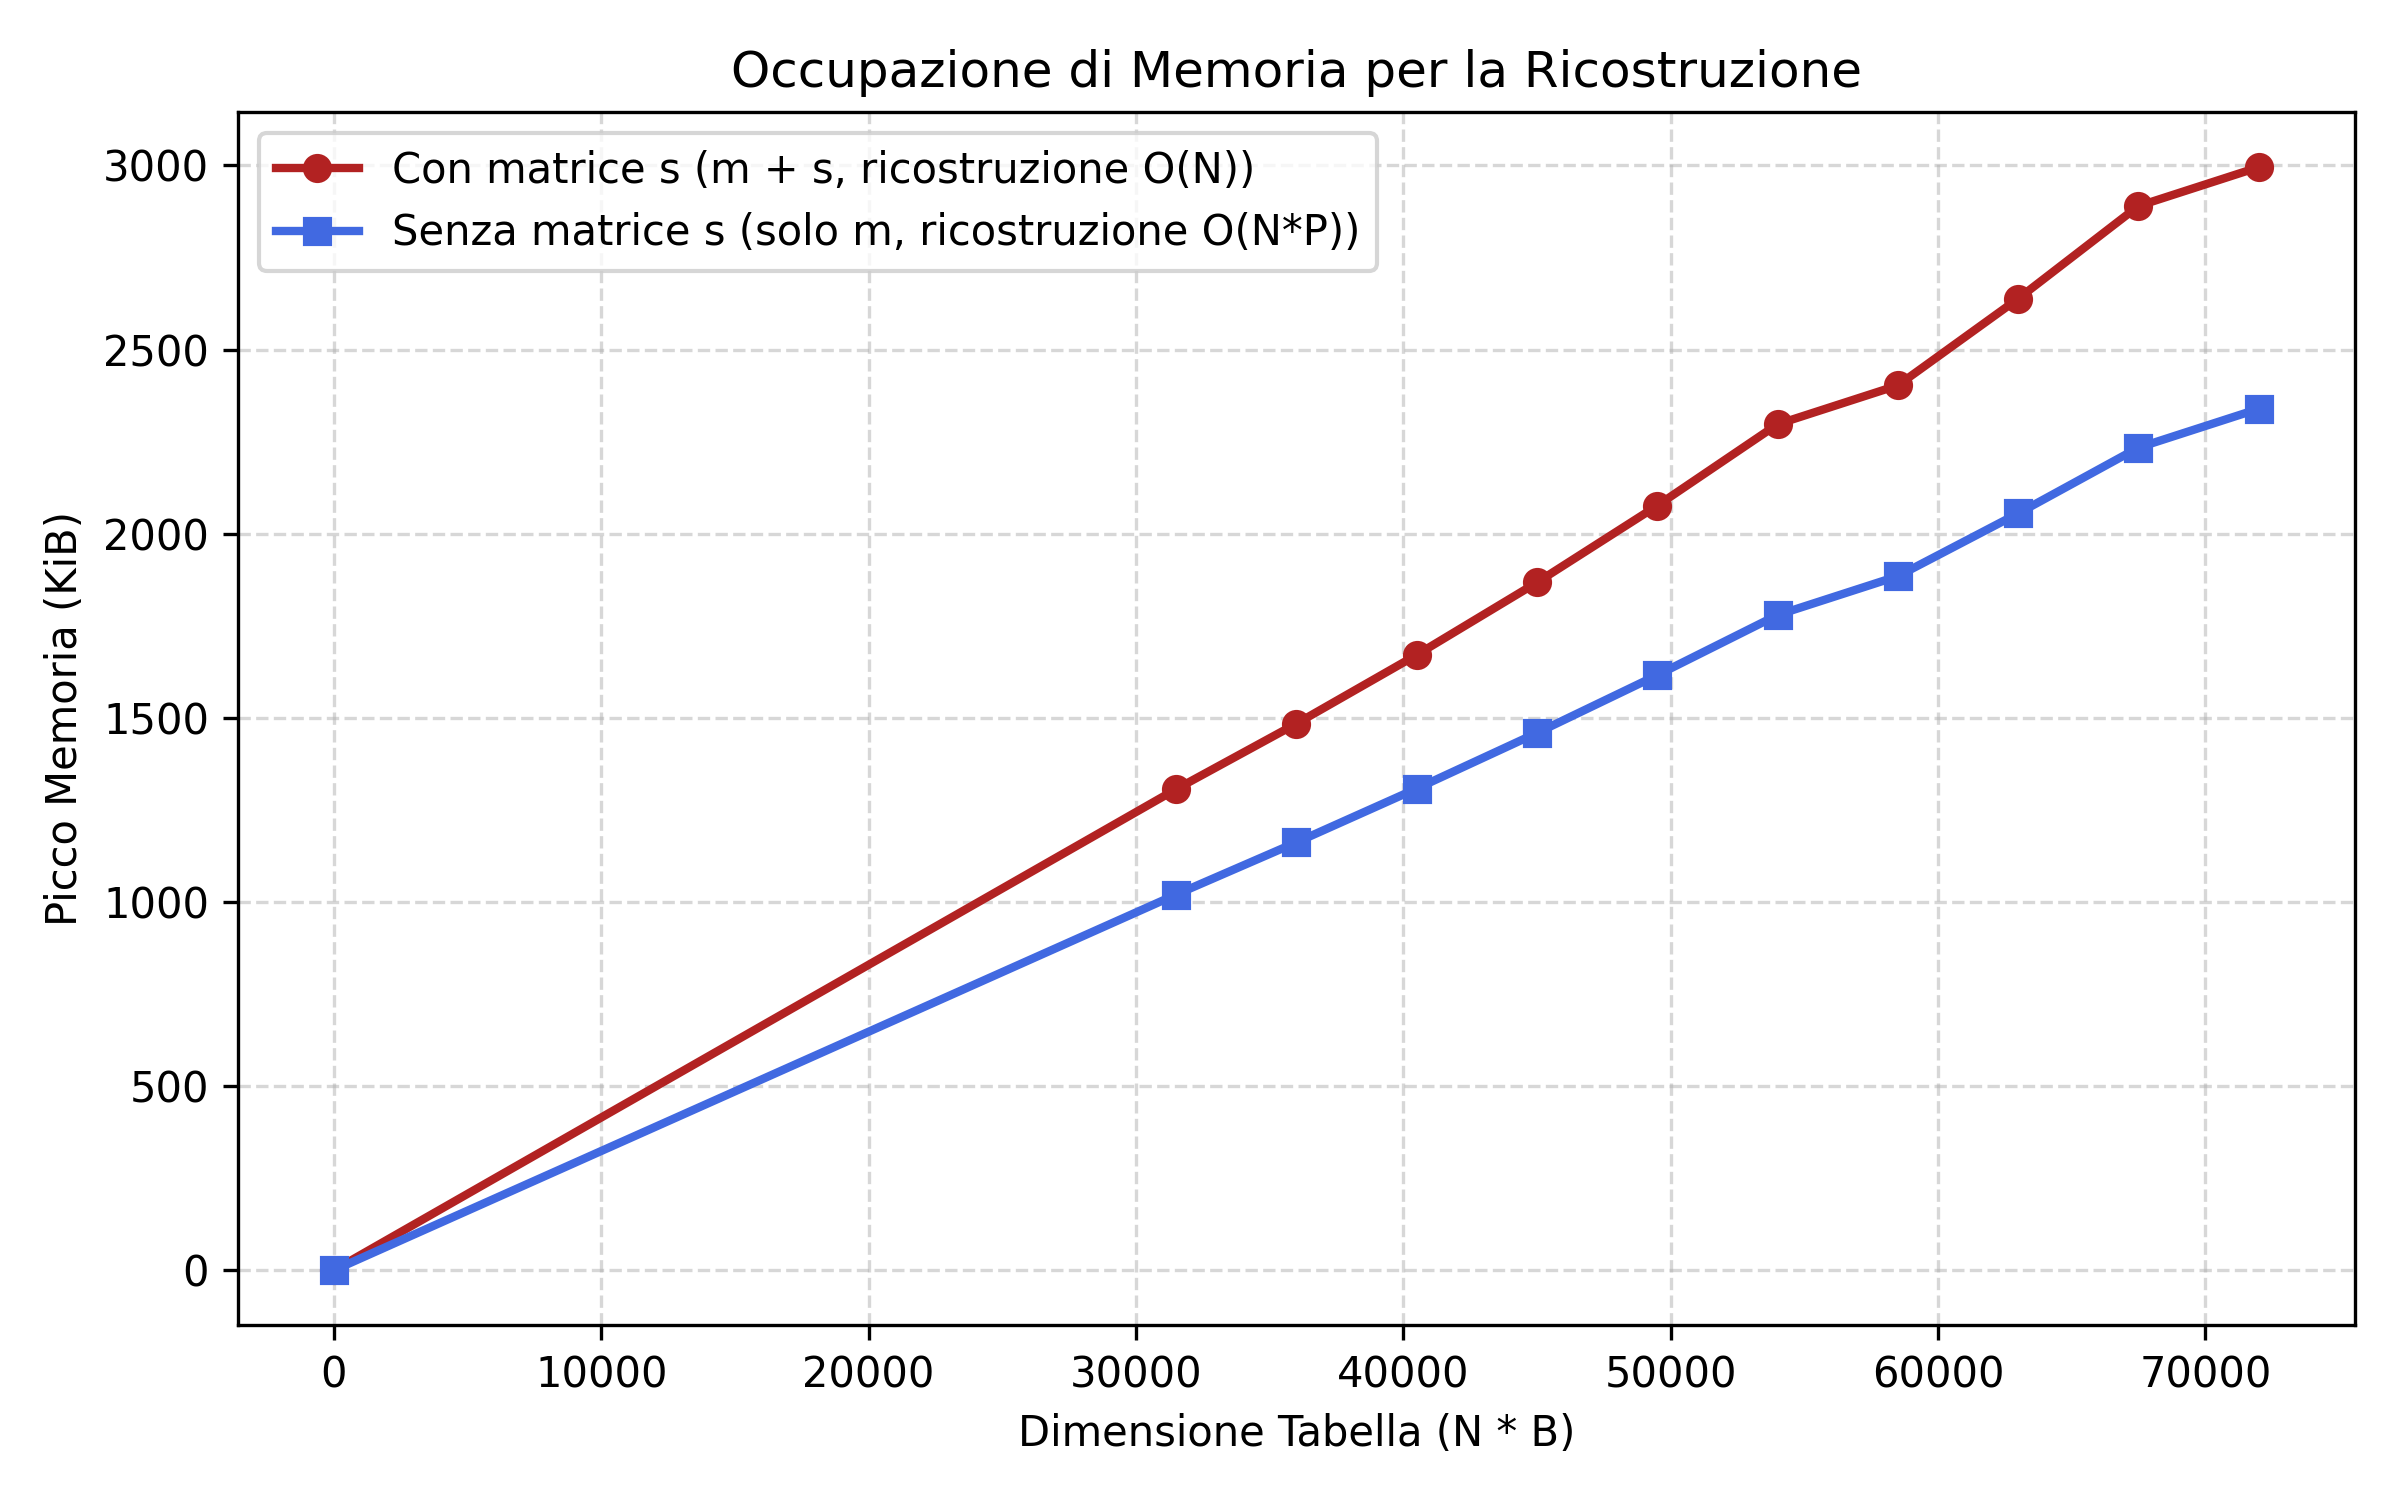 Occupazione di Memoria per la Ricostruzione
Con matrice s (m + s, ricostruzione O(N))
Senza matrice s (solo m, ricostruzione O(N*P))
Picco Memoria (KiB)
3000
2500
2000
1500
1000
500
0
0 10000 20000 30000 40000 50000 60000 70000
Dimensione Tabella (N * B)